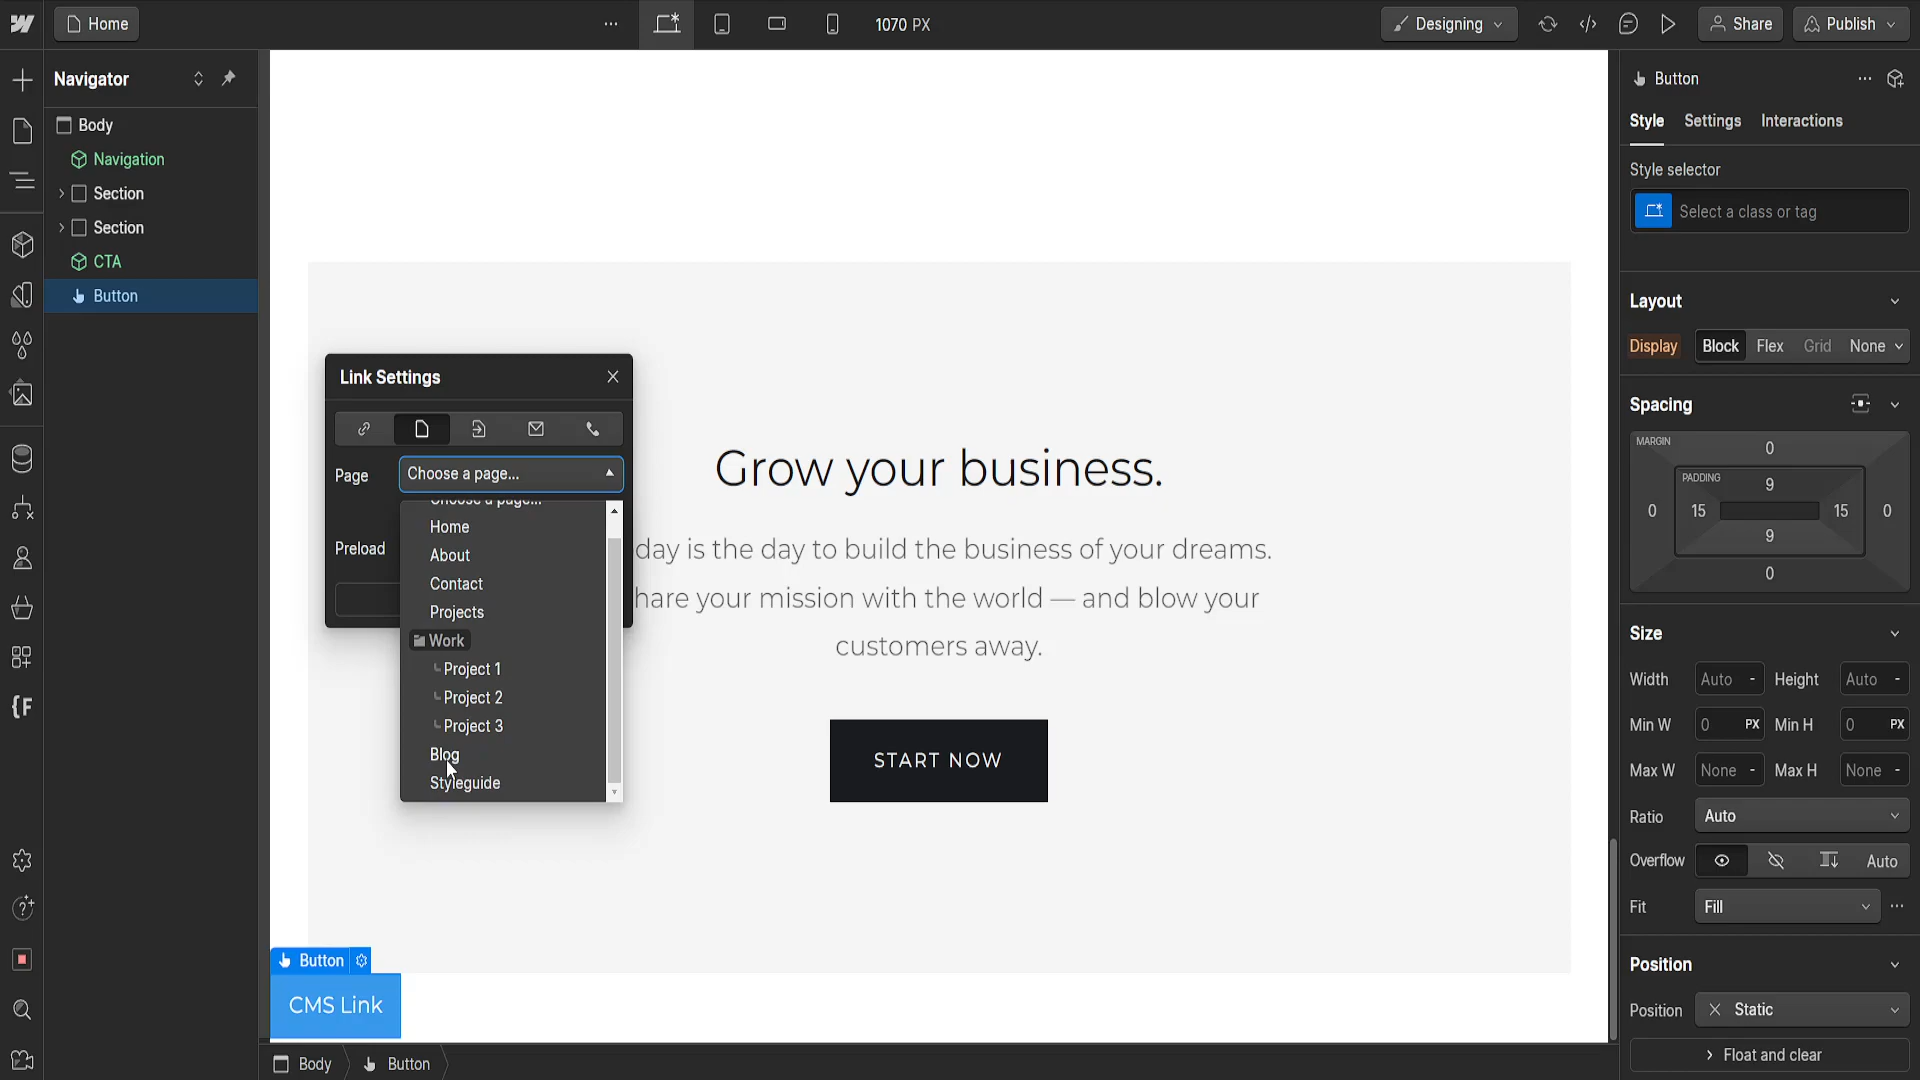 Home
1070 PX
Designing
Share
Publish
Navigator
Body
Navigation
Section
Section
CTA
Button
Link Settings
Page
Choose a page...
Choose a page...
Home
About
Contact
Projects
Work
Project 1
Project 2
Project 3
Blog
Styleguide
Preload
Grow your business.
day is the day to build the business of your dreams.
hare your mission with the world — and blow your
customers away.
START NOW
Button
CMS Link
Body
Button
Button
Style Settings Interactions
Style selector
Select a class or tag
Layout
Display Block Flex Grid None
Spacing
MARGIN
0
PADDING
9
0 15 15 0
9
0
Size
Width Auto - Height Auto -
Min W 0 PX Min H 0 PX
Max W None - Max H None -
Ratio Auto
Overflow Auto
Fit Fill
Position
Position Static
Float and clear